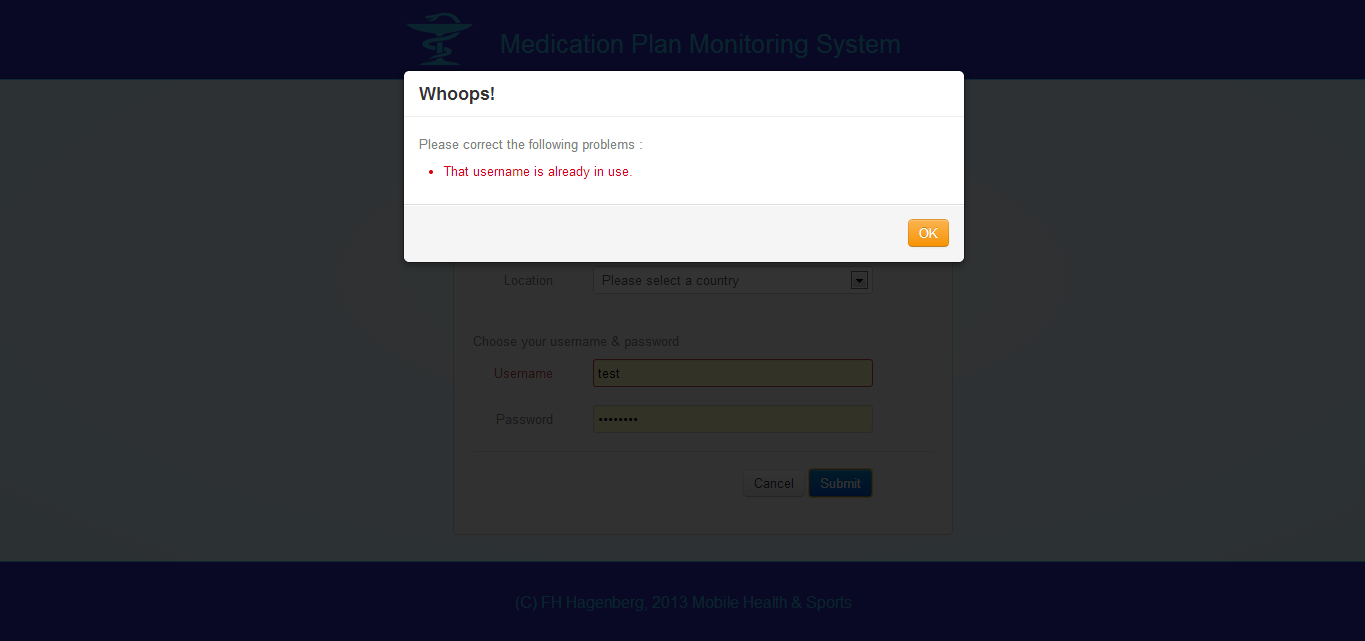 Medication Plan Monitoring System
Whoops!
Please correct the following problems :
That username is already in use.
OK
Location Please select a country
Choose your username & password
Username test
Password ••••••••
Cancel Submit
(C) FH Hagenberg, 2013 Mobile Health & Sports